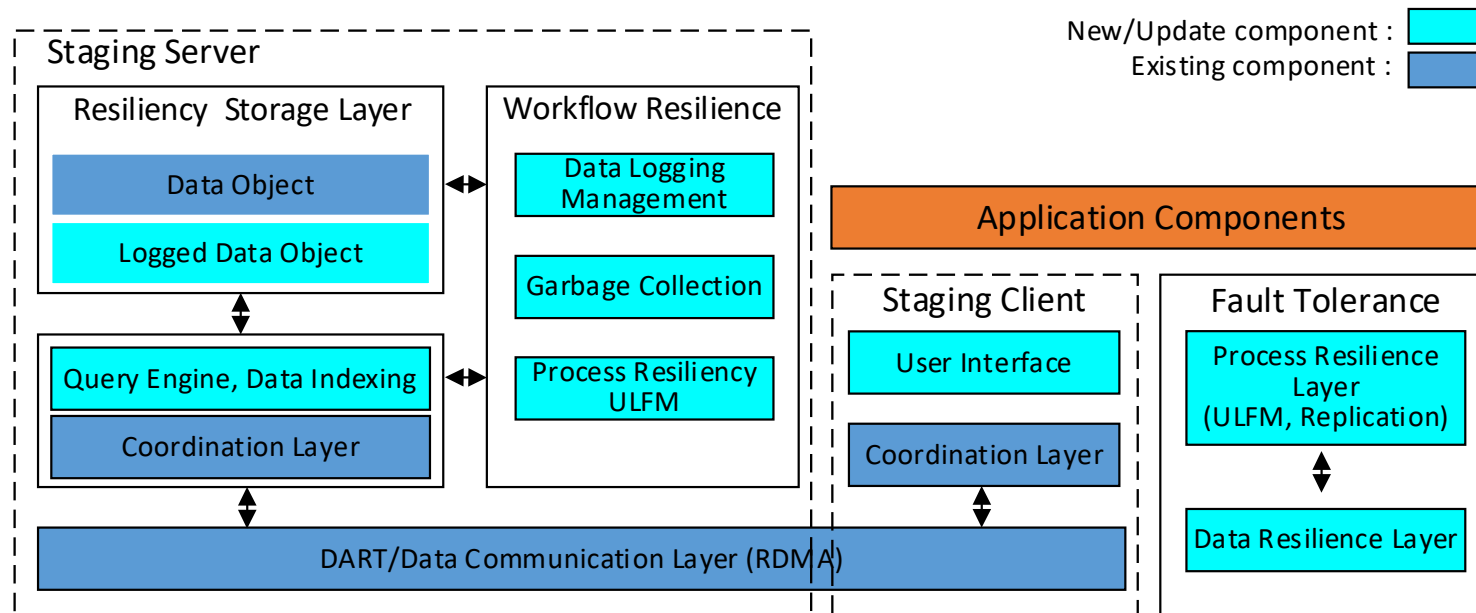 New/Update component :
Existing component :
Staging Server
Resiliency Storage Layer
Data Object
Logged Data Object
Query Engine, Data Indexing
Coordination Layer
Workflow Resilience
Data Logging
Management
Garbage Collection
Process Resiliency
ULFM
Application Components
Staging Client
User Interface
Coordination Layer
Fault Tolerance
Process Resilience
Layer
(ULFM, Replication)
Data Resilience Layer
DART/Data Communication Layer (RDMA)